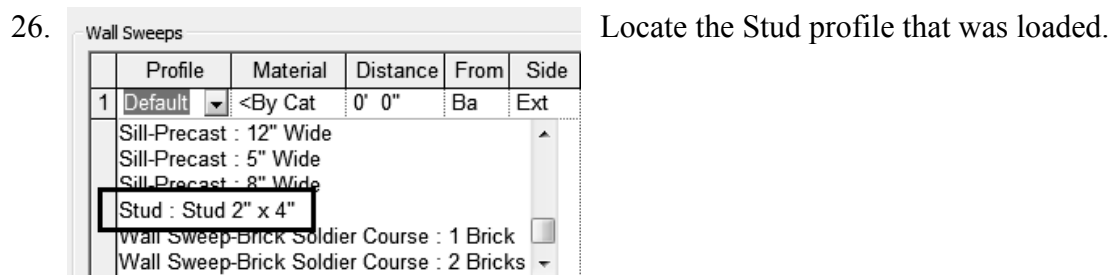 26.
Locate the Stud profile that was loaded.
Wall Sweeps
Profile Material Distance From Side
1 Default <By Cat 0' 0" Ba Ext
Sill-Precast : 12" Wide
Sill-Precast : 5" Wide
Sill-Precast : 8" Wide
Stud : Stud 2" x 4"
Wall Sweep-Brick Soldier Course : 1 Brick
Wall Sweep-Brick Soldier Course : 2 Bricks